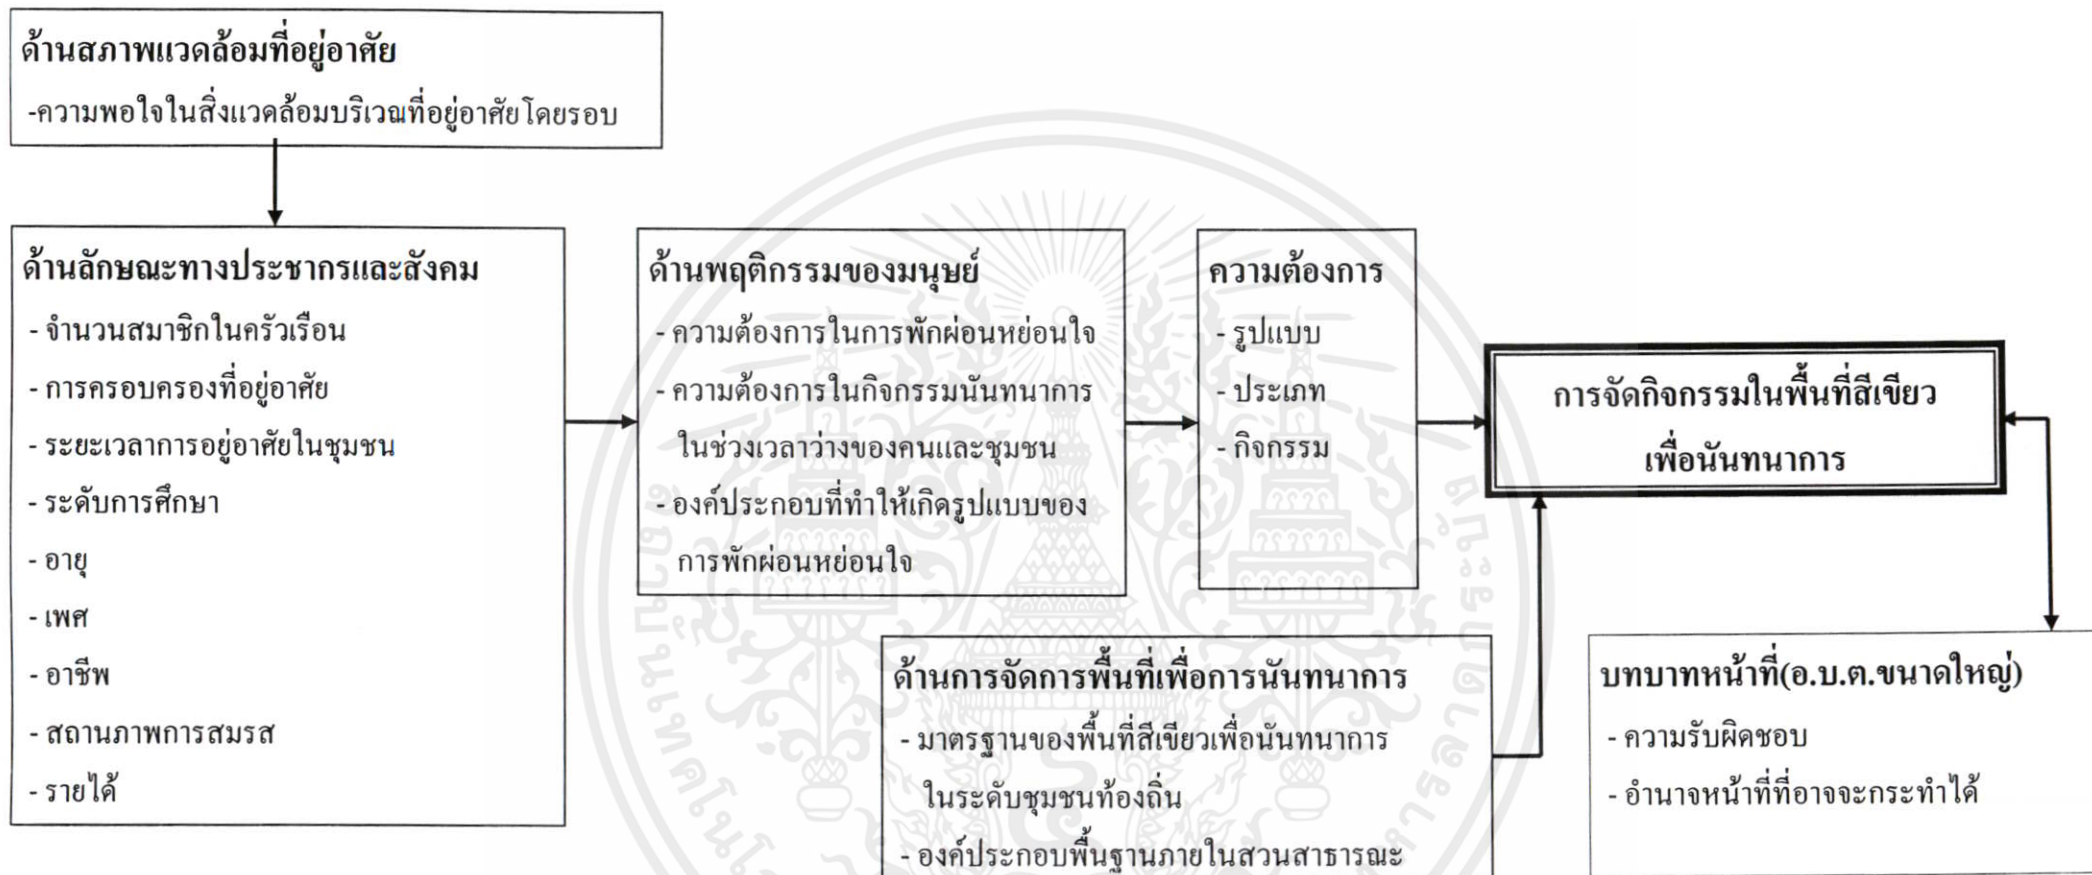 ด้านสภาพแวดล้อมที่อยู่อาศัย
-ความพอใจในสิ่งแวดล้อมบริเวณที่อยู่อาศัยโดยรอบ
ด้านลักษณะทางประชากรและสังคม
- จำนวนสมาชิกในครัวเรือน
- การครอบครองที่อยู่อาศัย
- ระยะเวลาการอยู่อาศัยในชุมชน
- ระดับการศึกษา
- อายุ
- เพศ
- อาชีพ
- สถานภาพการสมรส
- รายได้
ด้านพฤติกรรมของมนุษย์
- ความต้องการในการพักผ่อนหย่อนใจ
- ความต้องการในกิจกรรมนันทนาการ
ในช่วงเวลาว่างของคนและชุมชน
- องค์ประกอบที่ทำให้เกิดรูปแบบของ
การพักผ่อนหย่อนใจ
ความต้องการ
- รูปแบบ
- ประเภท
- กิจกรรม
การจัดกิจกรรมในพื้นที่สีเขียว
เพื่อนันทนาการ
ด้านการจัดการพื้นที่เพื่อการนันทนาการ
- มาตรฐานของพื้นที่สีเขียวเพื่อนันทนาการ
ในระดับชุมชนท้องถิ่น
- องค์ประกอบพื้นฐานภายในสวนสาธารณะ
บทบาทหน้าที่(อ.บ.ต.ขนาดใหญ่)
- ความรับผิดชอบ
- อำนาจหน้าที่ที่อาจจะกระทำได้